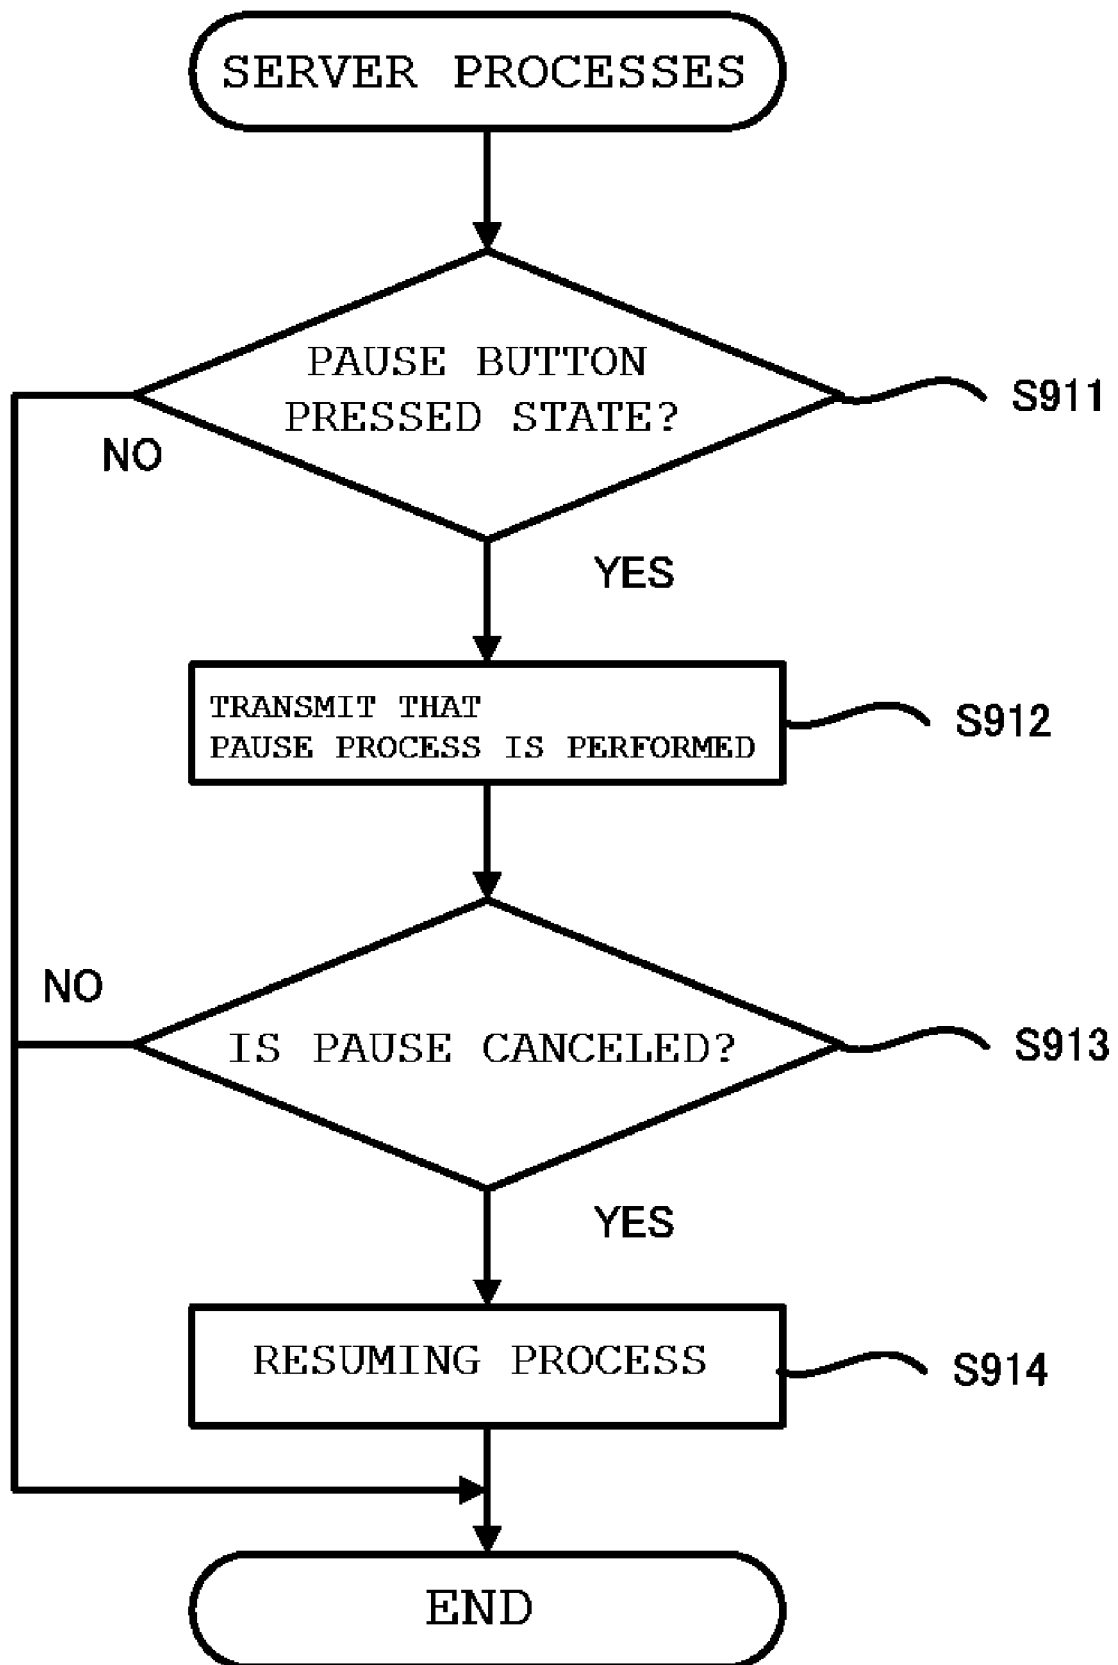 SERVER PROCESSES
PAUSE BUTTON
PRESSED STATE?
S911
NO
YES
TRANSMIT THAT
PAUSE PROCESS IS PERFORMED
S912
NO
IS PAUSE CANCELED?
S913
YES
RESUMING PROCESS
S914
END